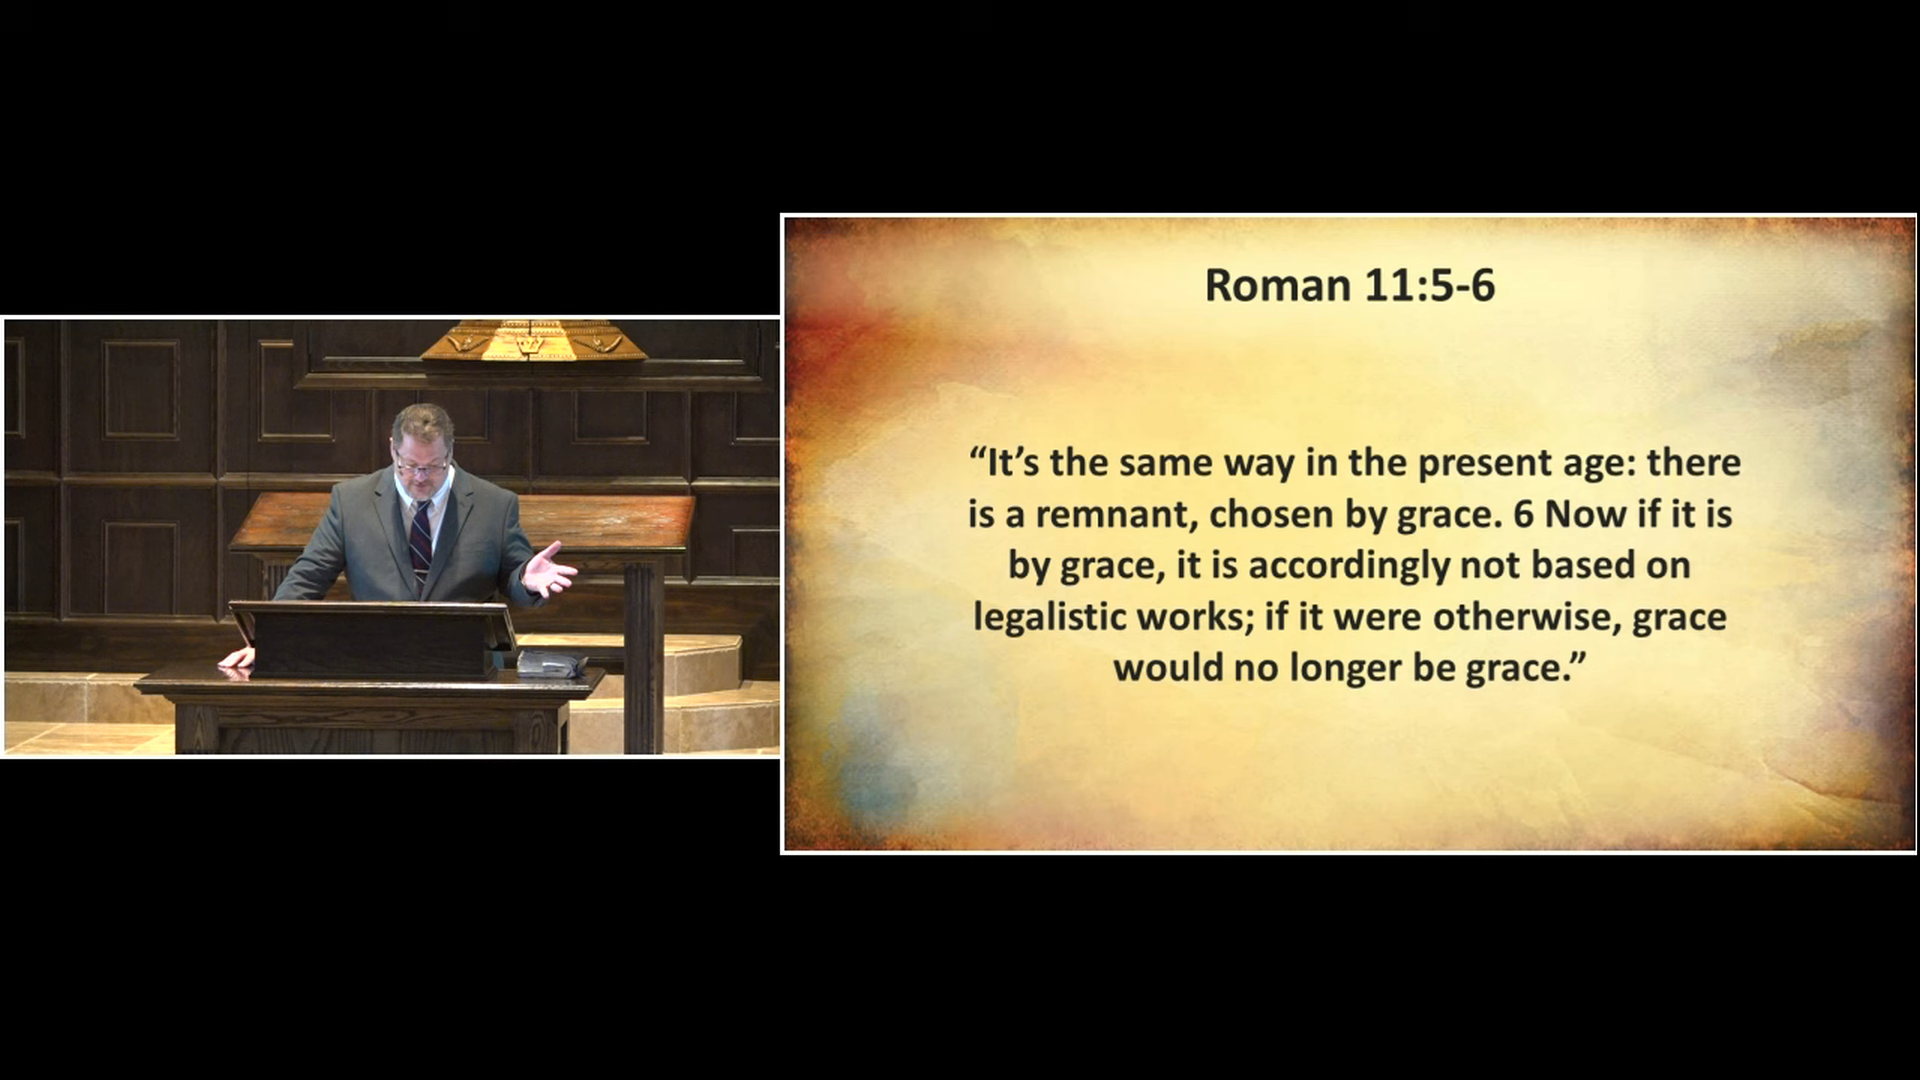 Roman 11:5-6
“It’s the same way in the present age: there
is a remnant, chosen by grace. 6 Now if it is
by grace, it is accordingly not based on
legalistic works; if it were otherwise, grace
would no longer be grace.”